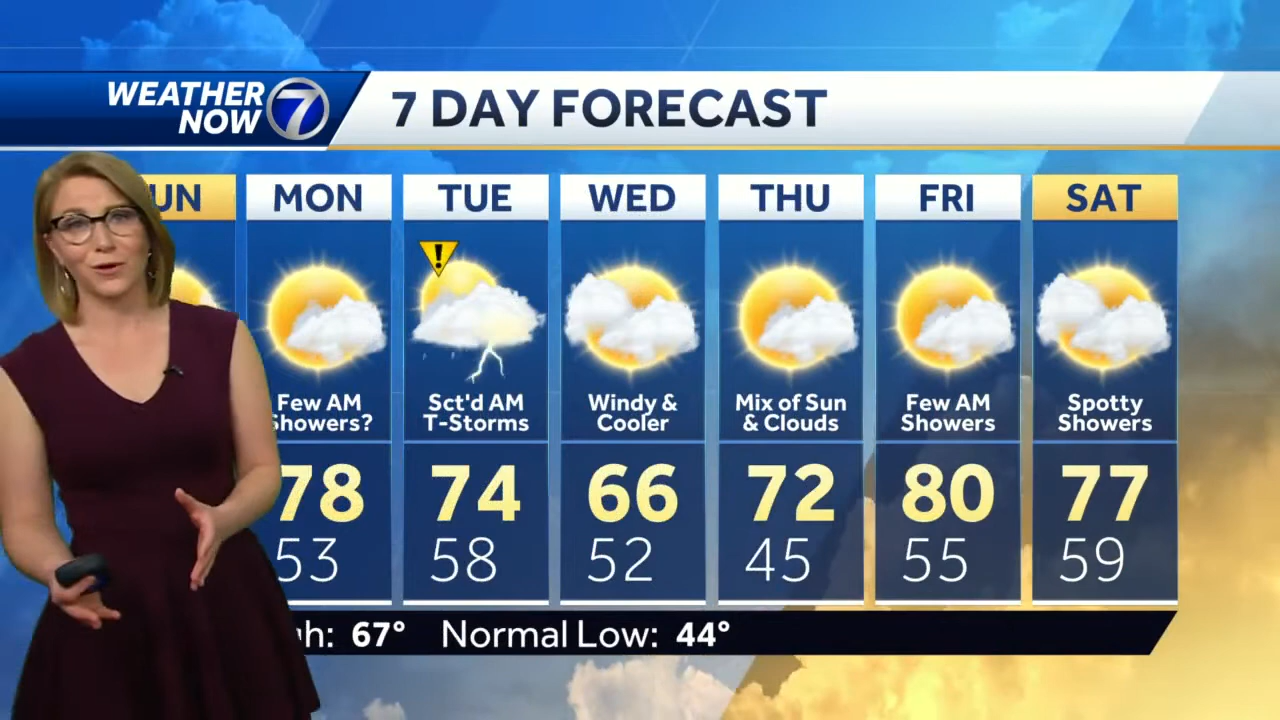 WEATHER
NOW 7
7 DAY FORECAST
UN MON TUE WED THU FRI SAT
!
Few AM
Showers?
Sct'd AM
T-Storms
Windy &
Cooler
Mix of Sun
& Clouds
Few AM
Showers
Spotty
Showers
78 74 66 72 80 77
53 58 52 45 55 59
gh: 67° Normal Low: 44°